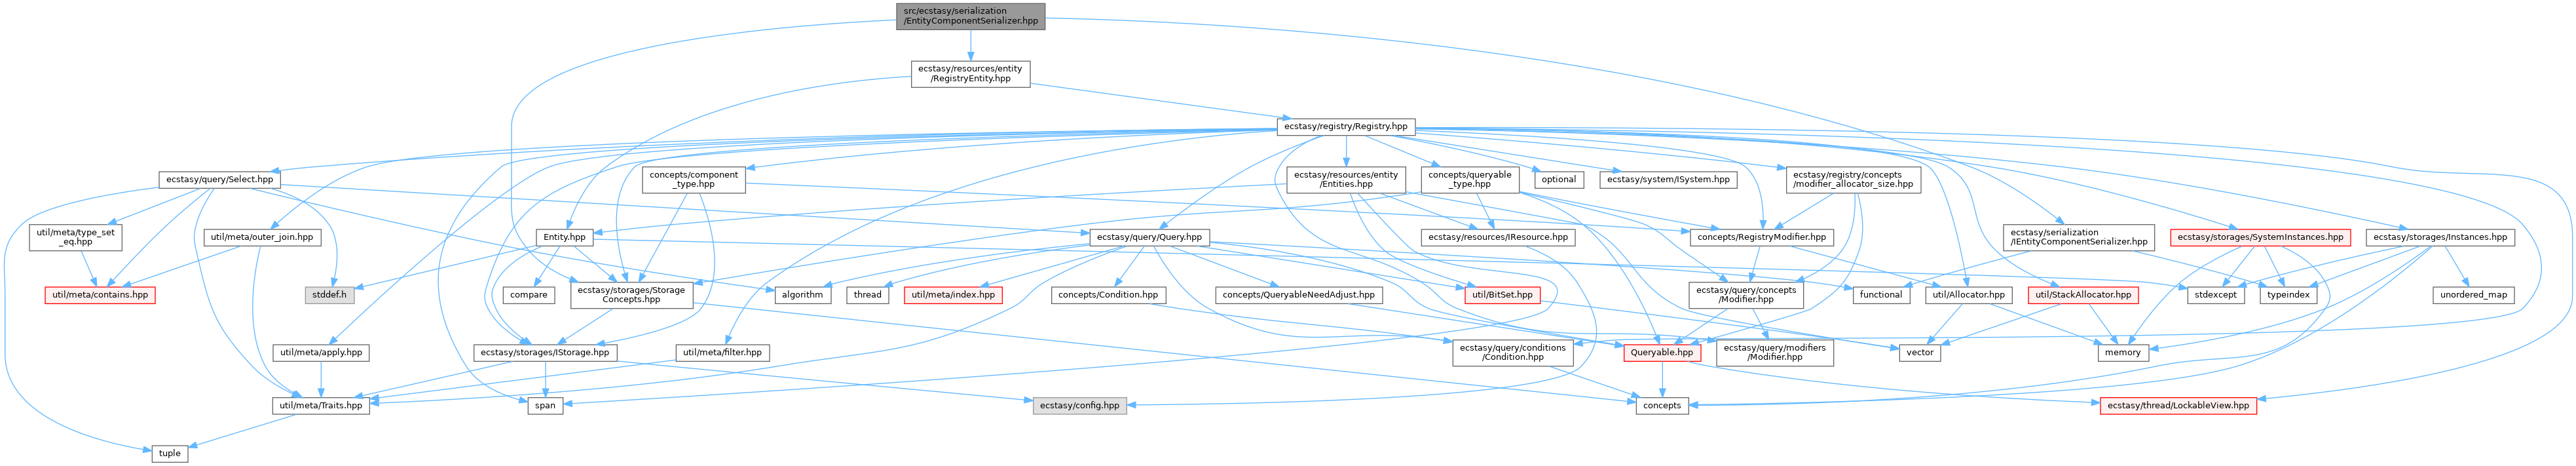 src/ecstasy/serialization
/EntityComponentSerializer.hpp
ecstasy/resources/entity
/RegistryEntity.hpp
ecstasy/registry/Registry.hpp
ecstasy/query/Select.hpp
concepts/component
_type.hpp
ecstasy/resources/entity
/Entities.hpp
concepts/queryable
_type.hpp
optional
ecstasy/system/ISystem.hpp
ecstasy/registry/concepts
/modifier_allocator_size.hpp
util/meta/type_set
_eq.hpp
util/meta/outer_join.hpp
Entity.hpp
ecstasy/query/Query.hpp
ecstasy/resources/IResource.hpp
concepts/RegistryModifier.hpp
ecstasy/serialization
/IEntityComponentSerializer.hpp
ecstasy/storages/SystemInstances.hpp
ecstasy/storages/Instances.hpp
util/meta/contains.hpp
stddef.h
compare
ecstasy/storages/Storage
Concepts.hpp
algorithm
thread
util/meta/index.hpp
concepts/Condition.hpp
concepts/QueryableNeedAdjust.hpp
util/BitSet.hpp
ecstasy/query/concepts
/Modifier.hpp
functional
util/Allocator.hpp
util/StackAllocator.hpp
stdexcept
typeindex
unordered_map
util/meta/apply.hpp
ecstasy/storages/IStorage.hpp
util/meta/filter.hpp
ecstasy/query/conditions
/Condition.hpp
Queryable.hpp
ecstasy/query/modifiers
/Modifier.hpp
vector
memory
util/meta/Traits.hpp
span
ecstasy/config.hpp
concepts
ecstasy/thread/LockableView.hpp
tuple